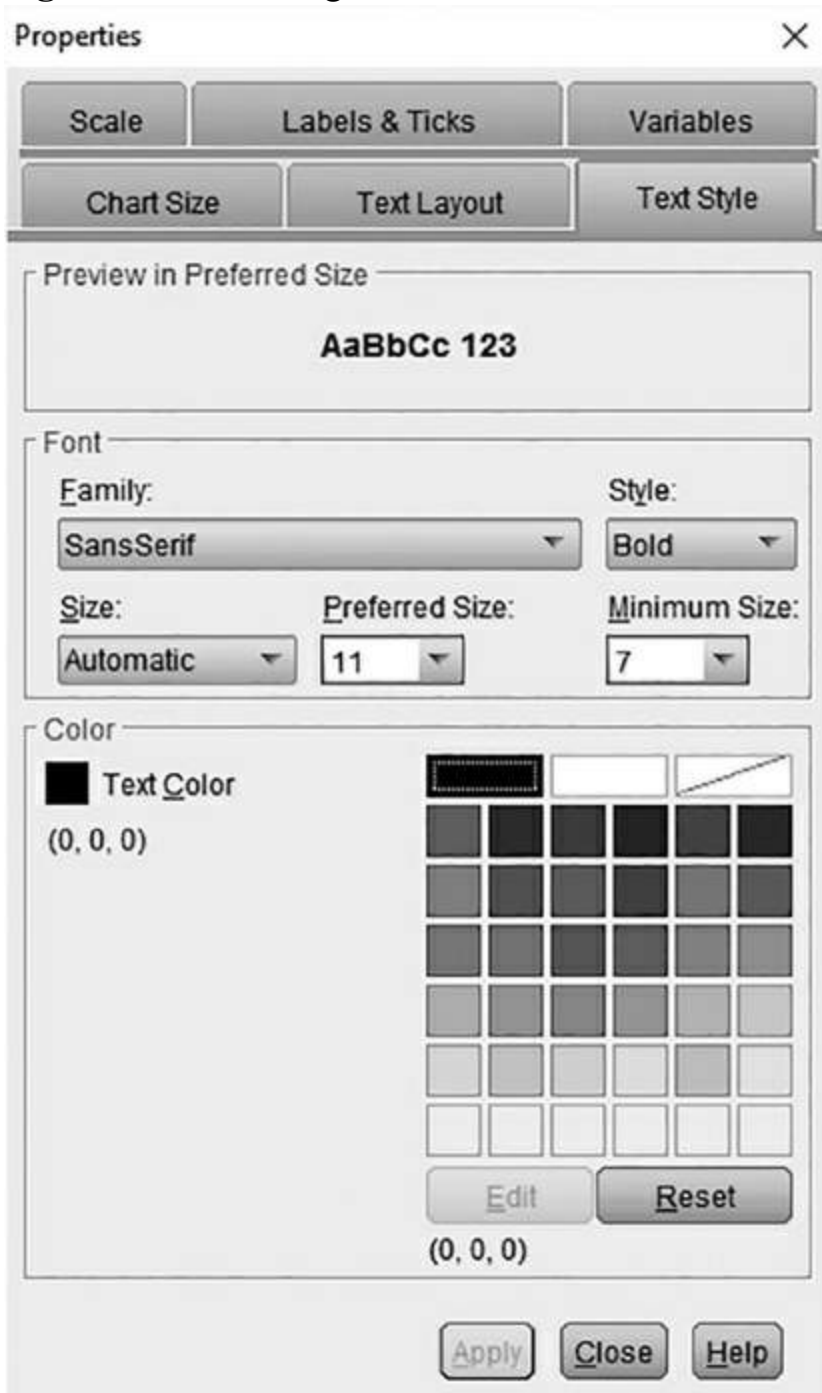 Properties
Scale Labels & Ticks Variables
Chart Size Text Layout Text Style
Preview in Preferred Size
AaBbCc 123
Font
Family: Style:
SansSerif Bold
Size: Preferred Size: Minimum Size:
Automatic 11 7
Color
Text Color
(0, 0, 0)
Edit Reset
(0, 0, 0)
Apply Close Help